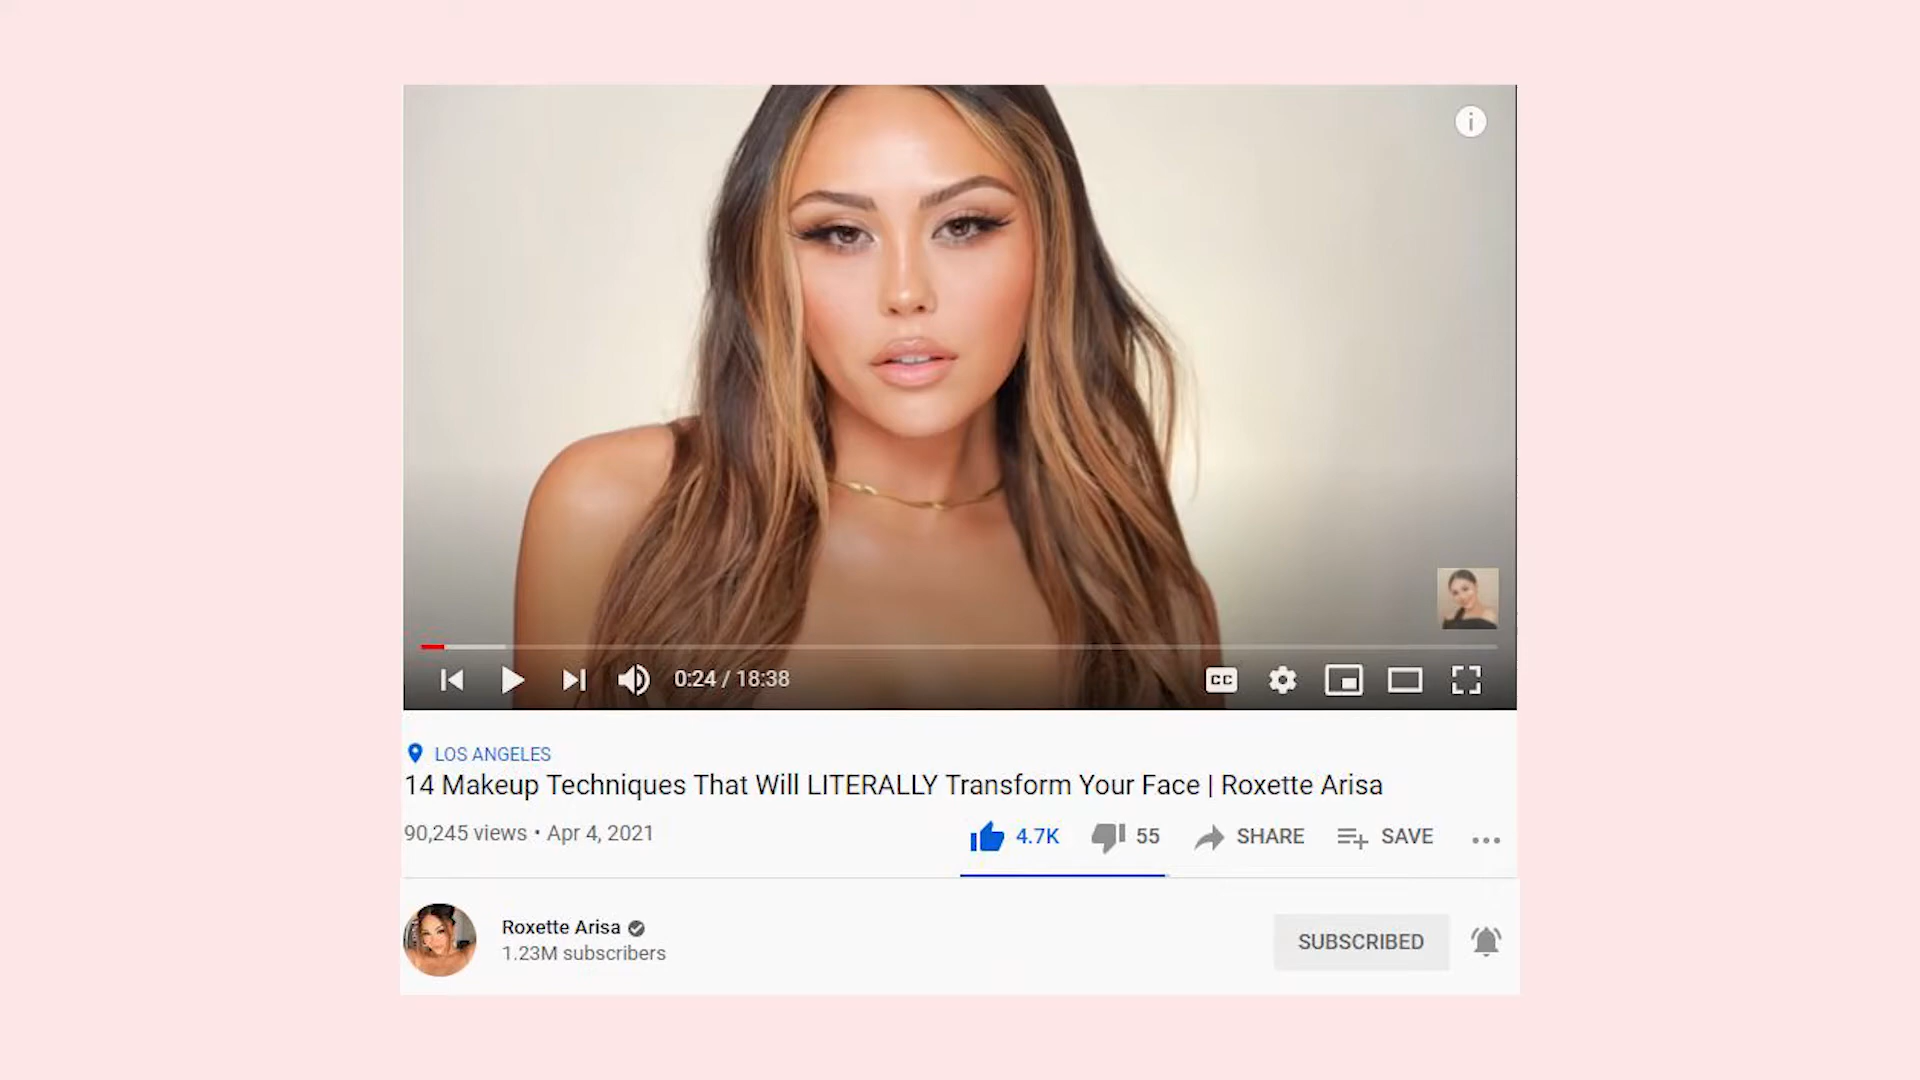 i
0:24 / 18:38
CC
LOS ANGELES
14 Makeup Techniques That Will LITERALLY Transform Your Face | Roxette Arisa
90,245 views • Apr 4, 2021
4.7K
55
SHARE
SAVE
Roxette Arisa
1.23M subscribers
SUBSCRIBED